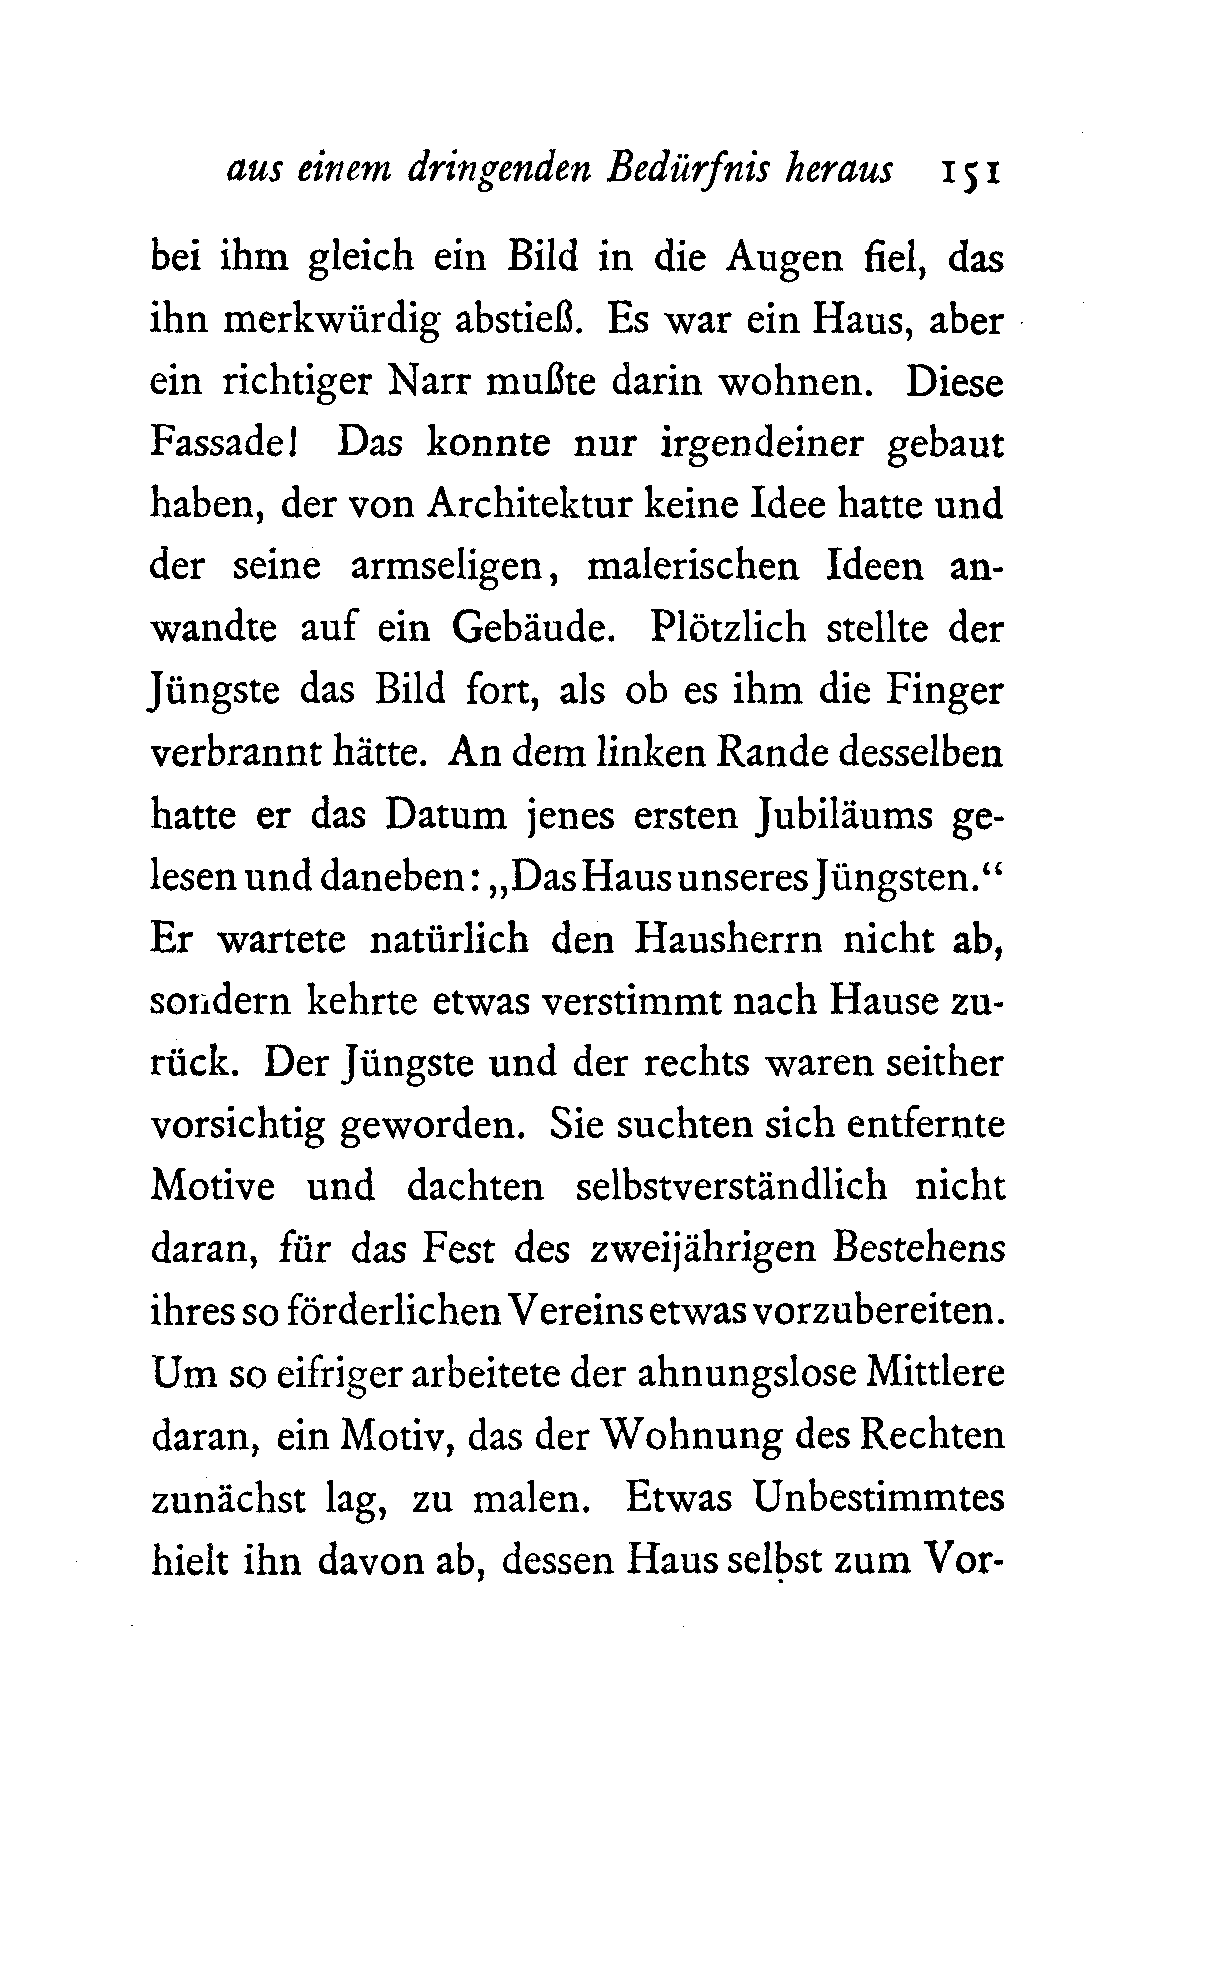 aus einem dringenden Bedürfnis heraus 151
bei ihm gleich ein Bild in die Augen fiel, das
ihn merkwürdig abstieß. Es war ein Haus, aber
ein richtiger Narr mußte darin wohnen. Diese
Fassade! Das konnte nur irgendeiner gebaut
haben, der von Architektur keine Idee hatte und
der seine armseligen, malerischen Ideen an-
wandte auf ein Gebäude. Plötzlich stellte der
Jüngste das Bild fort, als ob es ihm die Finger
verbrannt hätte. An dem linken Rande desselben
hatte er das Datum jenes ersten Jubiläums ge-
lesen und daneben: „Das Haus unseres Jüngsten.“
Er wartete natürlich den Hausherrn nicht ab,
sondern kehrte etwas verstimmt nach Hause zu-
rück. Der Jüngste und der rechts waren seither
vorsichtig geworden. Sie suchten sich entfernte
Motive und dachten selbstverständlich nicht
daran, für das Fest des zweijährigen Bestehens
ihres so förderlichen Vereins etwas vorzubereiten.
Um so eifriger arbeitete der ahnungslose Mittlere
daran, ein Motiv, das der Wohnung des Rechten
zunächst lag, zu malen. Etwas Unbestimmtes
hielt ihn davon ab, dessen Haus selbst zum Vor-